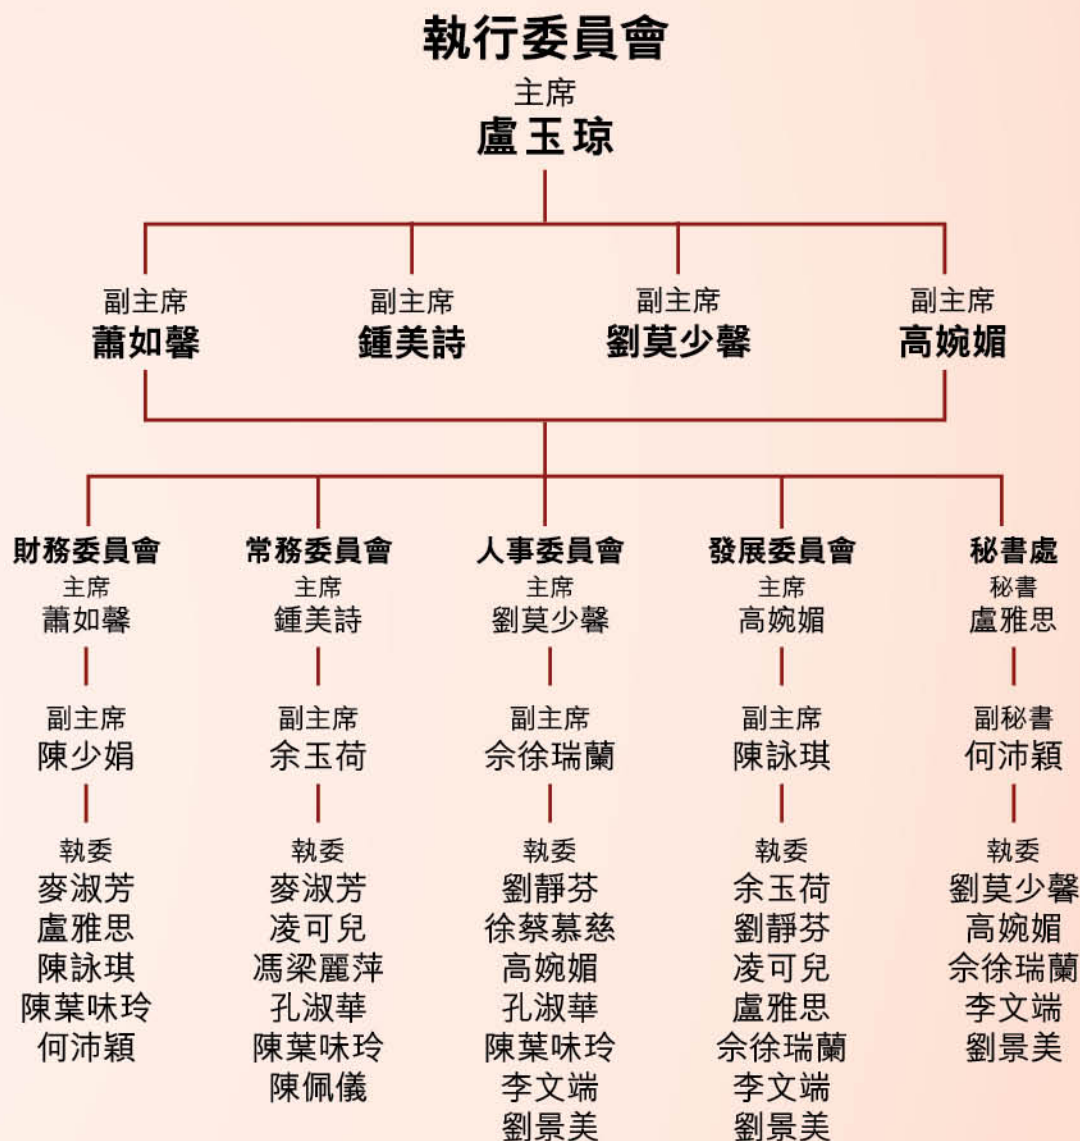 執行委員會
主席
盧玉琼
副主席
蕭如馨
副主席
鍾美詩
副主席
劉莫少馨
副主席
高婉媚
財務委員會
主席
蕭如馨
副主席
陳少娟
執委
麥淑芳
盧雅思
陳詠琪
陳葉味玲
何沛穎
常務委員會
主席
鍾美詩
副主席
余玉荷
執委
麥淑芳
凌可兒
馮梁麗萍
孔淑華
陳葉味玲
陳佩儀
人事委員會
主席
劉莫少馨
副主席
佘徐瑞蘭
執委
劉靜芬
徐蔡慕慈
高婉媚
孔淑華
陳葉味玲
李文端
劉景美
發展委員會
主席
高婉媚
副主席
陳詠琪
執委
余玉荷
劉靜芬
凌可兒
盧雅思
佘徐瑞蘭
李文端
劉景美
秘書處
秘書
盧雅思
副秘書
何沛穎
執委
劉莫少馨
高婉媚
佘徐瑞蘭
李文端
劉景美